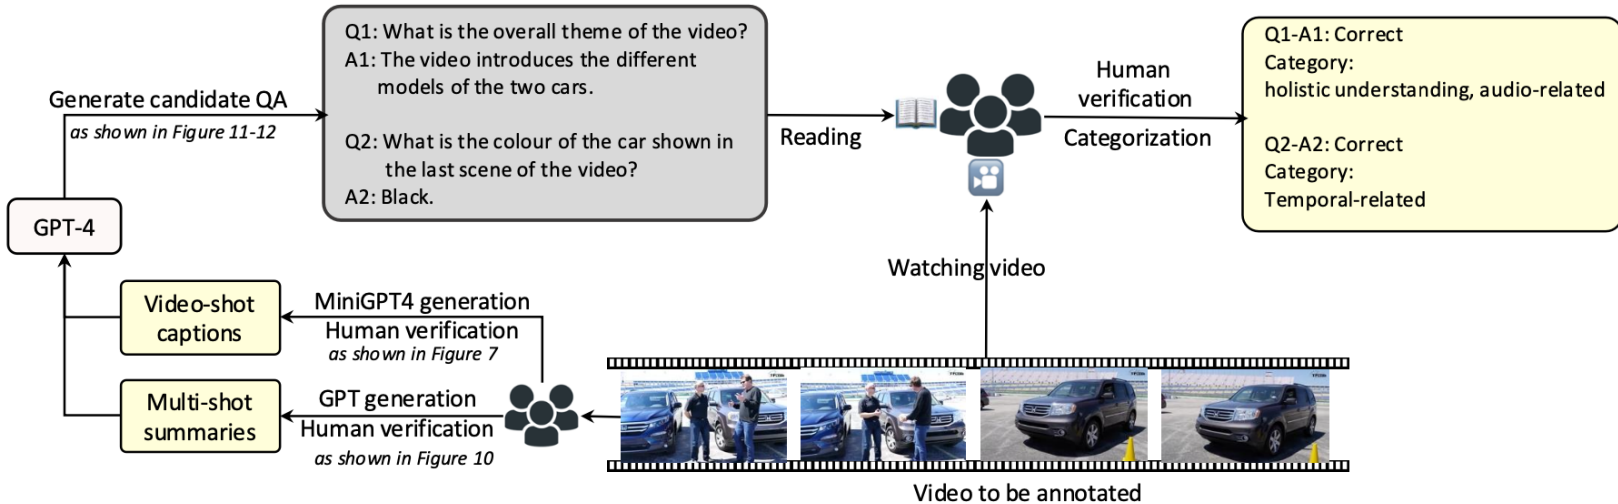 Q1: What is the overall theme of the video?
A1: The video introduces the different
models of the two cars.
Q2: What is the colour of the car shown in
the last scene of the video?
A2: Black.
Generate candidate QA
as shown in Figure 11-12
Reading
Human
verification
Categorization
Q1-A1: Correct
Category:
holistic understanding, audio-related
Q2-A2: Correct
Category:
Temporal-related
GPT-4
Watching video
Video-shot
captions
MiniGPT4 generation
Human verification
as shown in Figure 7
Multi-shot
summaries
GPT generation
Human verification
as shown in Figure 10
Video to be annotated